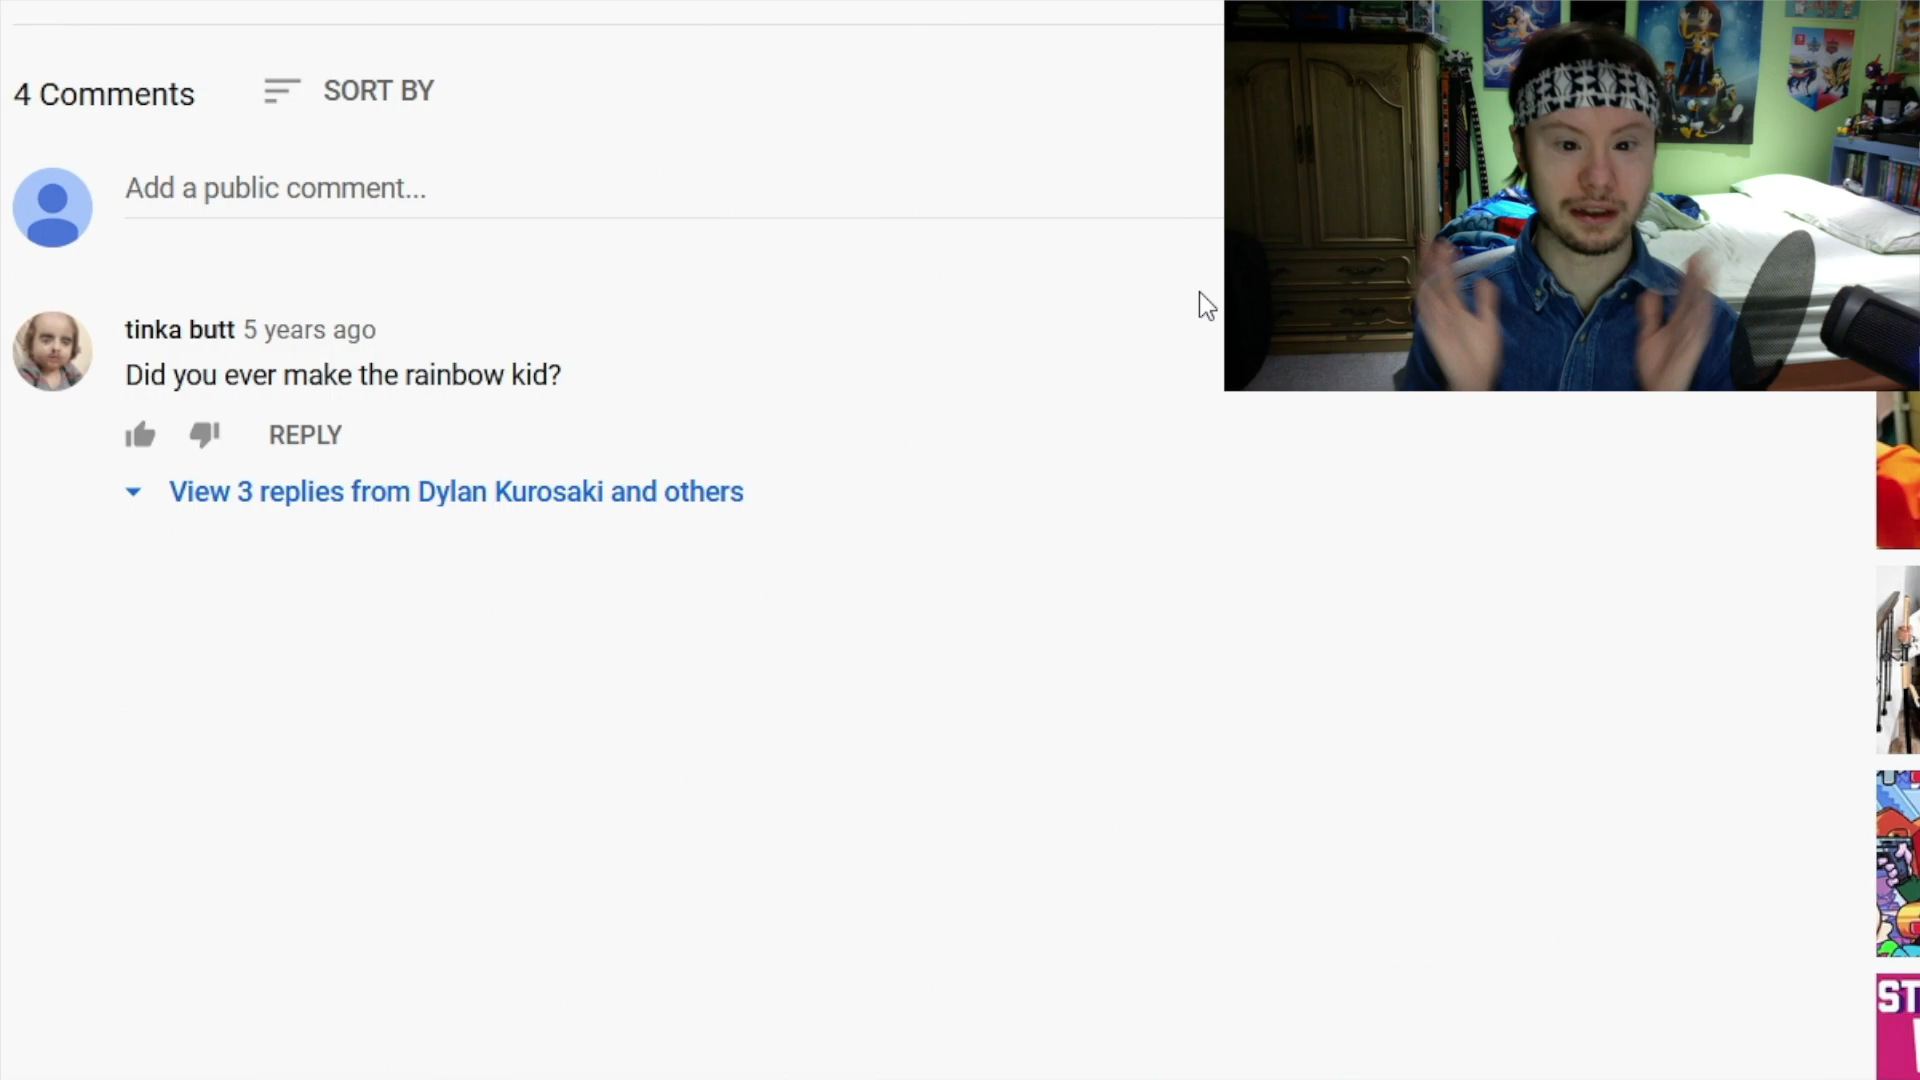 4 Comments
SORT BY
Add a public comment...
tinka butt 5 years ago
Did you ever make the rainbow kid?
REPLY
View 3 replies from Dylan Kurosaki and others
ST